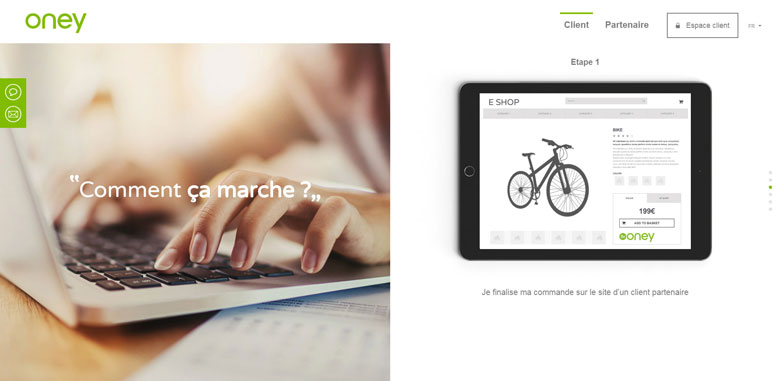 oney
Client
Partenaire
Espace client
FR
Etape 1
"Comment ça marche ?„
E SHOP
BIKE
199€
ADD TO BASKET
oney
Je finalise ma commande sur le site d'un client partenaire